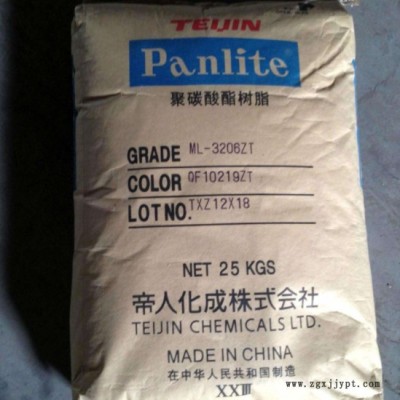 TEIJIN
Panlite®
聚碳酸酯树脂
GRADE ML-3206ZT
COLOR QF10219ZT
LOT NO. TXZ12X18
NET 25 KGS
帝人化成株式会社
TEIJIN CHEMICALS LTD.
MADE IN CHINA
在中华人民共和国制造
XXⅢ
www.zgxjjypt.com